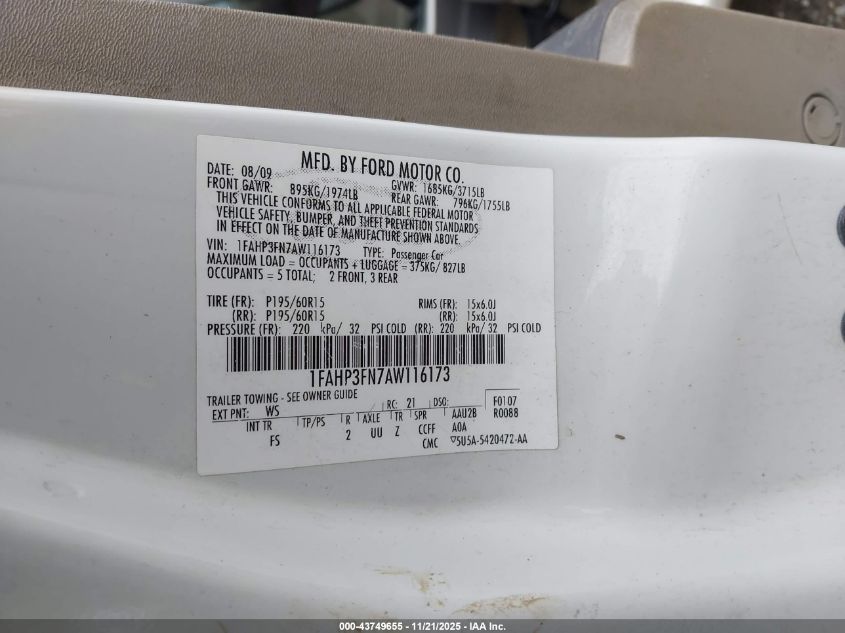 MFD. BY FORD MOTOR CO.
DATE: 08/09 GVWR: 1685KG/3715LB
FRONT GAWR: 895KG/1974LB REAR GAWR: 796KG/1755LB
THIS VEHICLE CONFORMS TO ALL APPLICABLE FEDERAL MOTOR
VEHICLE SAFETY, BUMPER, AND THEFT PREVENTION STANDARDS
IN EFFECT ON THE DATE OF MANUFACTURE SHOWN ABOVE.
VIN: 1FAHP3FN7AW116173 TYPE: Passenger Car
MAXIMUM LOAD = OCCUPANTS + LUGGAGE = 375KG/ 827LB
OCCUPANTS = 5 TOTAL; 2 FRONT, 3 REAR
TIRE (FR): P195/60R15 RIMS (FR): 15x6.0J
(RR): P195/60R15 (RR): 15x6.0J
PRESSURE (FR): 220 kPa/ 32 PSI COLD (RR): 220 kPa/ 32 PSI COLD
1FAHP3FN7AW116173
TRAILER TOWING - SEE OWNER GUIDE
EXT PNT: WS RC: 21 DSO: F0107
R0088
INT TR TP/PS R AXLE TR SPR AAU2B
FS 2 UU Z CCFF A0A
CMC ▽5U5A-5420472-AA
000-43749655 - 11/21/2025 - IAA Inc.